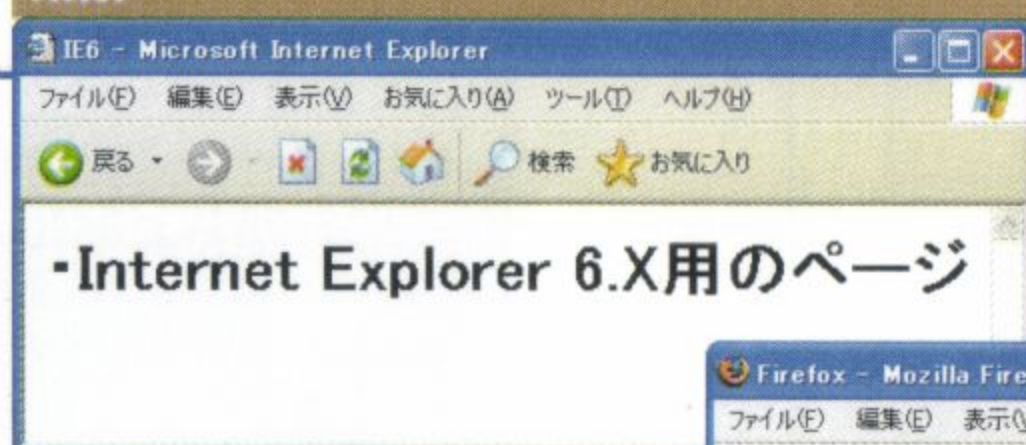 IE6 - Microsoft Internet Explorer
ファイル(F) 編集(E) 表示(V) お気に入り(A) ツール(T) ヘルプ(H)
戻る 検索 お気に入り
・Internet Explorer 6.X用のページ
Firefox - Mozilla Fire
ファイル(F) 編集(E) 表示(V